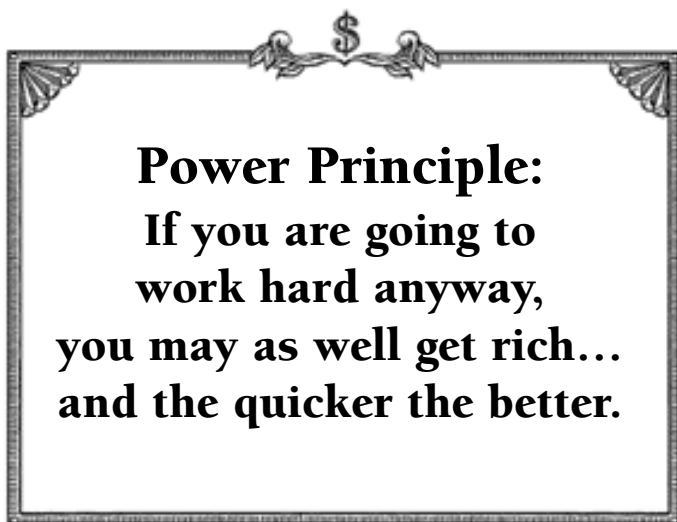 $
Power Principle:
If you are going to
work hard anyway,
you may as well get rich...
and the quicker the better.